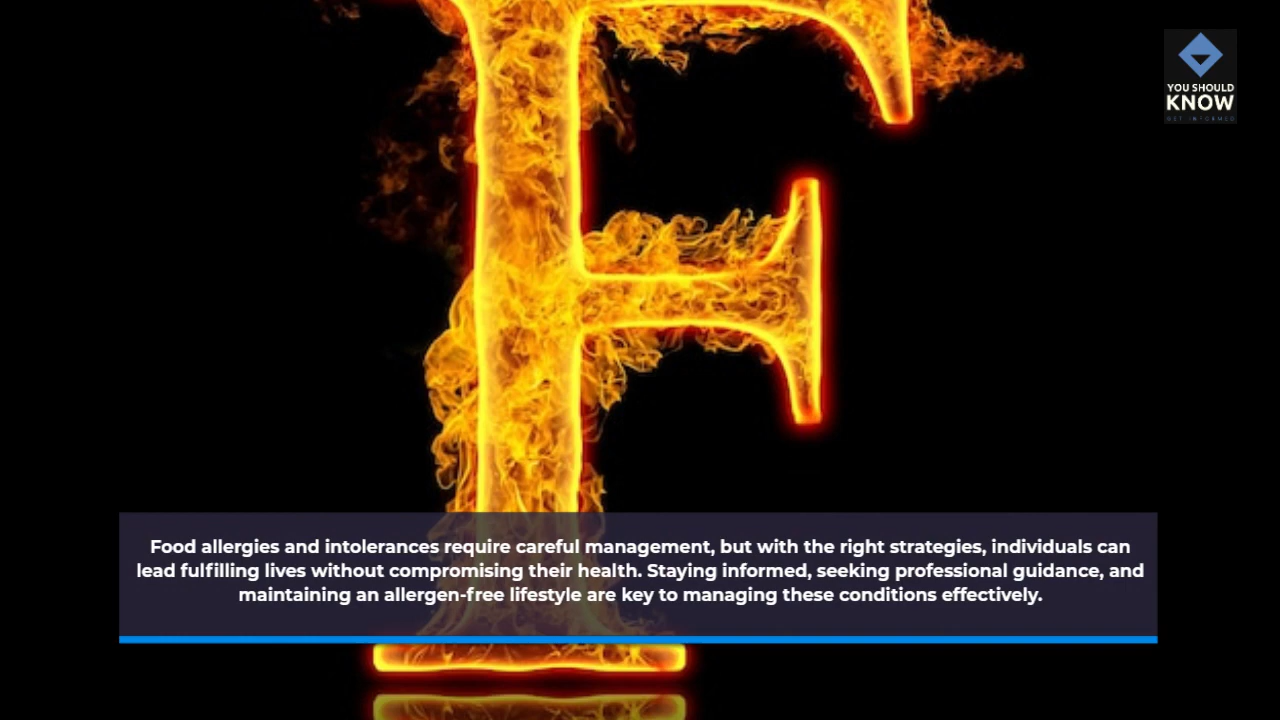 F
YOU SHOULD
KNOW
GET INFORMED
Food allergies and intolerances require careful management, but with the right strategies, individuals can
lead fulfilling lives without compromising their health. Staying informed, seeking professional guidance, and
maintaining an allergen-free lifestyle are key to managing these conditions effectively.